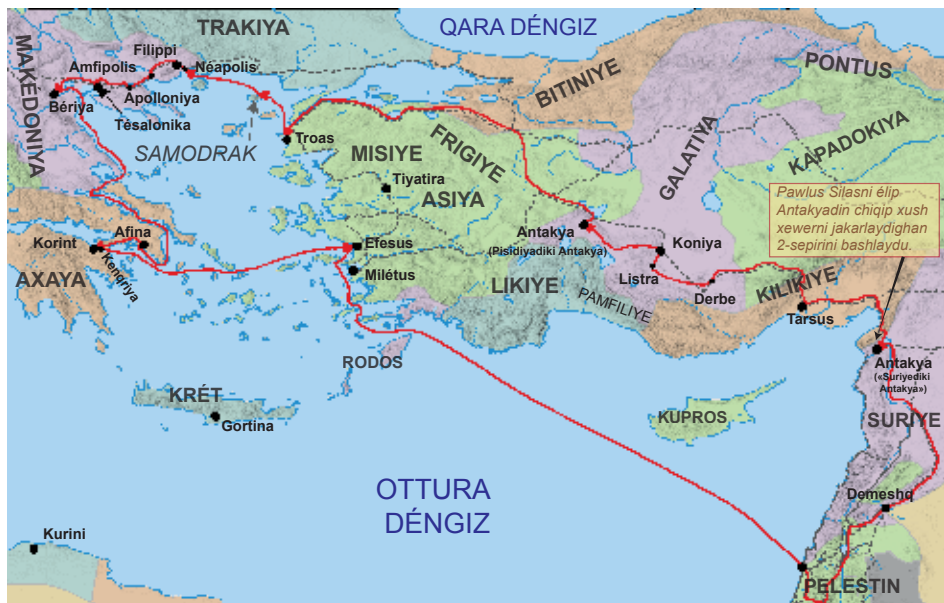 TRAKIYA
QARA DÉNGIZ
MAKÉDONIYA
Filippi
Néapolis
Amfipolis
Apolloniya
Bériya
Tésalonika
SAMODRAK
Troas
BITINIYE
PONTUS
MISIYE
FRIGIYE
GALATIYA
KAPADOKIYA
Tiyatira
ASIYA
Pawlus Silasni élip
Antakyadin chiqip xush
xewerni jakarlaydighan
2-sepirini bashlaydu.
Afina
Korint
Kenqriya
AXAYA
Efesus
Milétus
Antakya
(Pisidiyadiki Antakya)
Koniya
Listra
Derbe
LIKIYE
PAMFILIYE
KILIKIYE
Tarsus
Antakya
(«Suriyediki
Antakya»)
RODOS
KRÉT
Gortina
KUPROS
SURIYE
OTTURA
DÉNGIZ
Demeshq
Kurini
PELESTIN